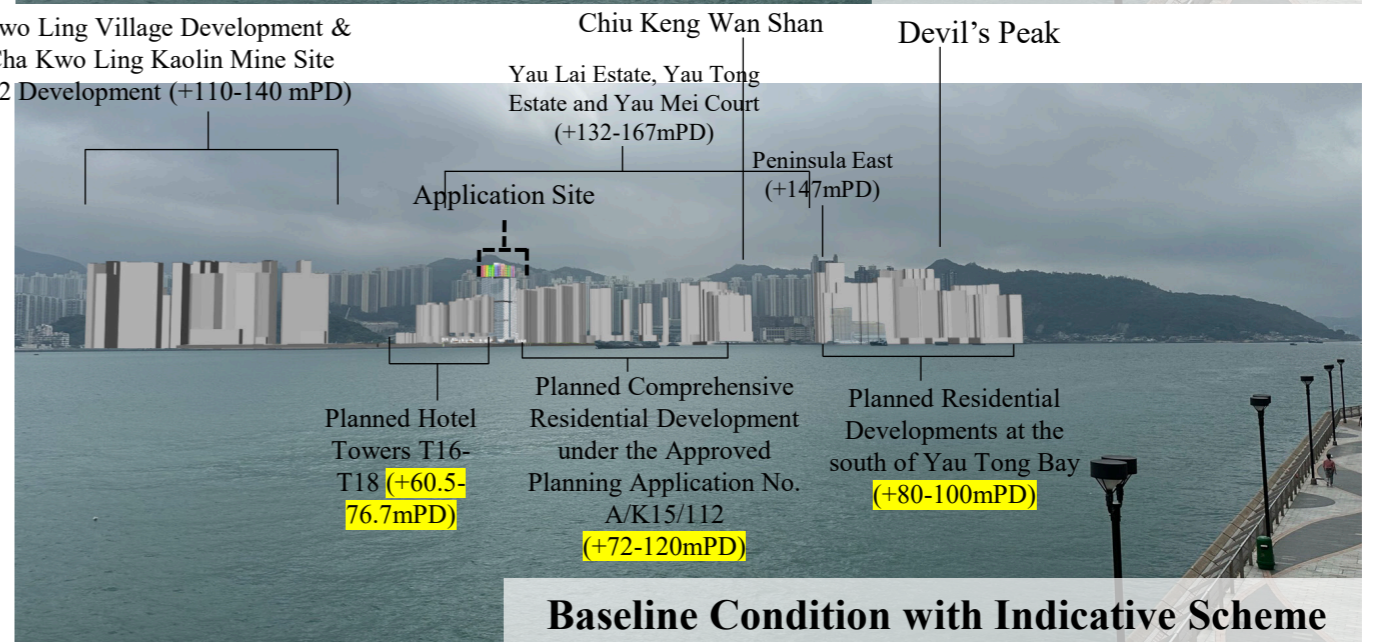 wo Ling Village Development &
Cha Kwo Ling Kaolin Mine Site
2 Development (+110-140 mPD)
Chiu Keng Wan Shan
Devil’s Peak
Yau Lai Estate, Yau Tong
Estate and Yau Mei Court
(+132-167mPD)
Peninsula East
(+147mPD)
Application Site
Planned Hotel
Towers T16-
T18 (+60.5-
76.7mPD)
Planned Comprehensive
Residential Development
under the Approved
Planning Application No.
A/K15/112
(+72-120mPD)
Planned Residential
Developments at the
south of Yau Tong Bay
(+80-100mPD)
Baseline Condition with Indicative Scheme